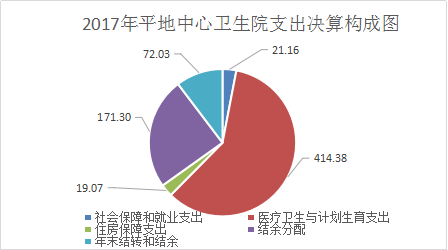 2017年平地中心卫生院支出决算构成图
72.03
21.16
171.30
414.38
19.07
社会保障和就业支出
医疗卫生与计划生育支出
住房保障支出
结余分配
年末结转和结余